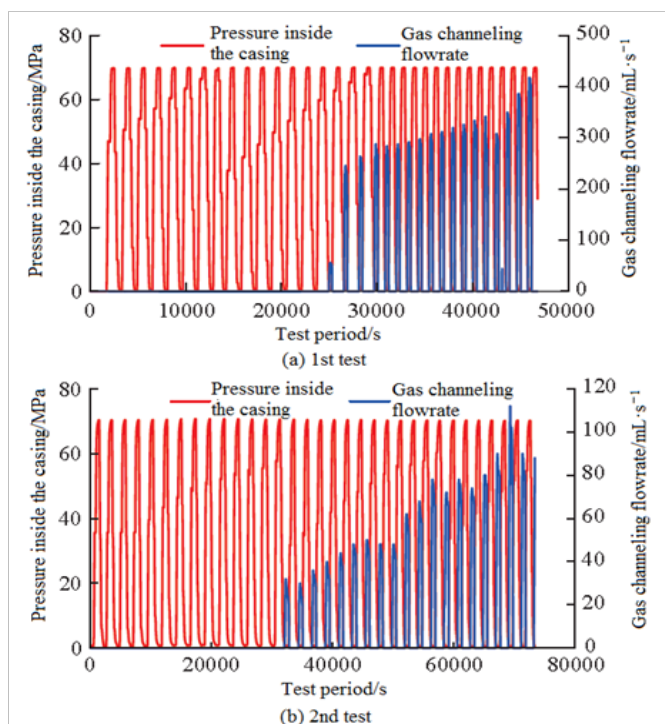 80
500
Pressure inside
the casing
Gas channeling
flowrate
60
400
300
40
200
20
100
0
0
Pressure inside the casing/MPa
Gas channeling flowrate/mL·s⁻¹
0
10000
20000
30000
40000
50000
Test period/s
(a) 1st test
80
120
Pressure inside
the casing
Gas channeling
flowrate
100
60
80
40
60
40
20
20
0
0
Pressure inside the casing/MPa
Gas channeling flowrate/mL·s⁻¹
0
20000
40000
60000
80000
Test period/s
(b) 2nd test